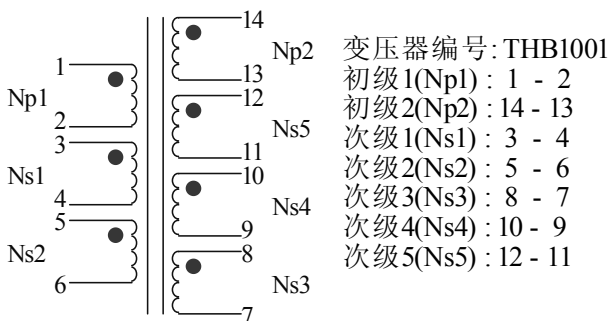 1
Np1
2
3
Ns1
4
5
Ns2
6
14
Np2
13
12
Ns5
11
10
Ns4
9
8
Ns3
7
变压器编号: THB1001
初级1(Np1) : 1 - 2
初级2(Np2) : 14 - 13
次级1(Ns1) : 3 - 4
次级2(Ns2) : 5 - 6
次级3(Ns3) : 8 - 7
次级4(Ns4) : 10 - 9
次级5(Ns5) : 12 - 11